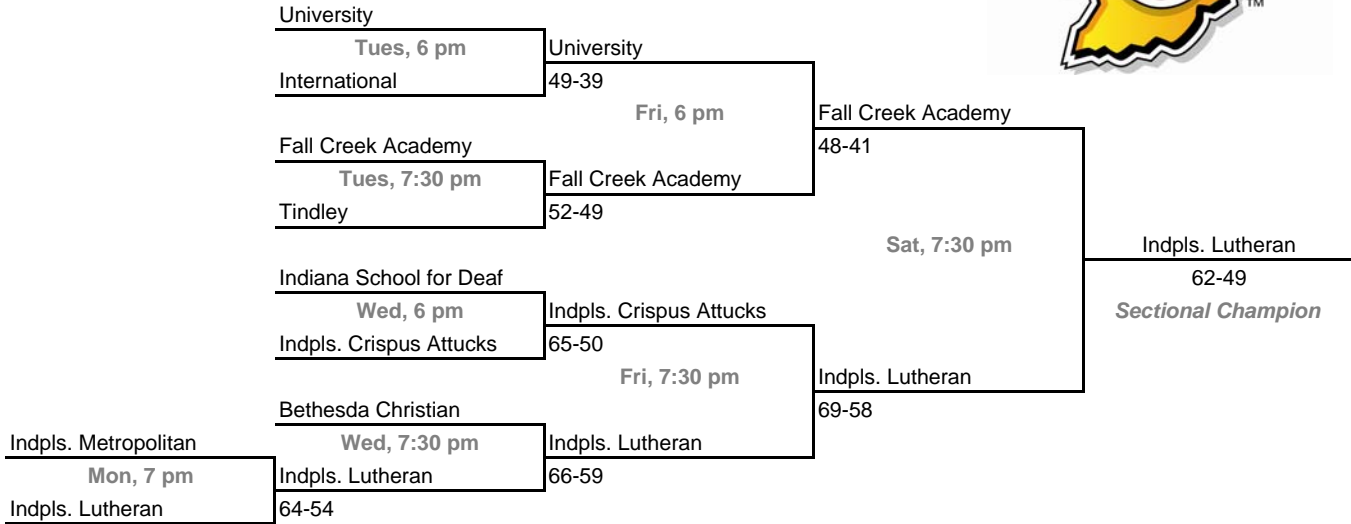 TM
University
Tues, 6 pm
University
International
49-39
Fri, 6 pm
Fall Creek Academy
48-41
Fall Creek Academy
Tues, 7:30 pm
Fall Creek Academy
Tindley
52-49
Sat, 7:30 pm
Indpls. Lutheran
62-49
Sectional Champion
Indiana School for Deaf
Wed, 6 pm
Indpls. Crispus Attucks
Indpls. Crispus Attucks
65-50
Fri, 7:30 pm
Indpls. Lutheran
69-58
Bethesda Christian
Indpls. Metropolitan
Wed, 7:30 pm
Indpls. Lutheran
Mon, 7 pm
Indpls. Lutheran
66-59
Indpls. Lutheran
64-54